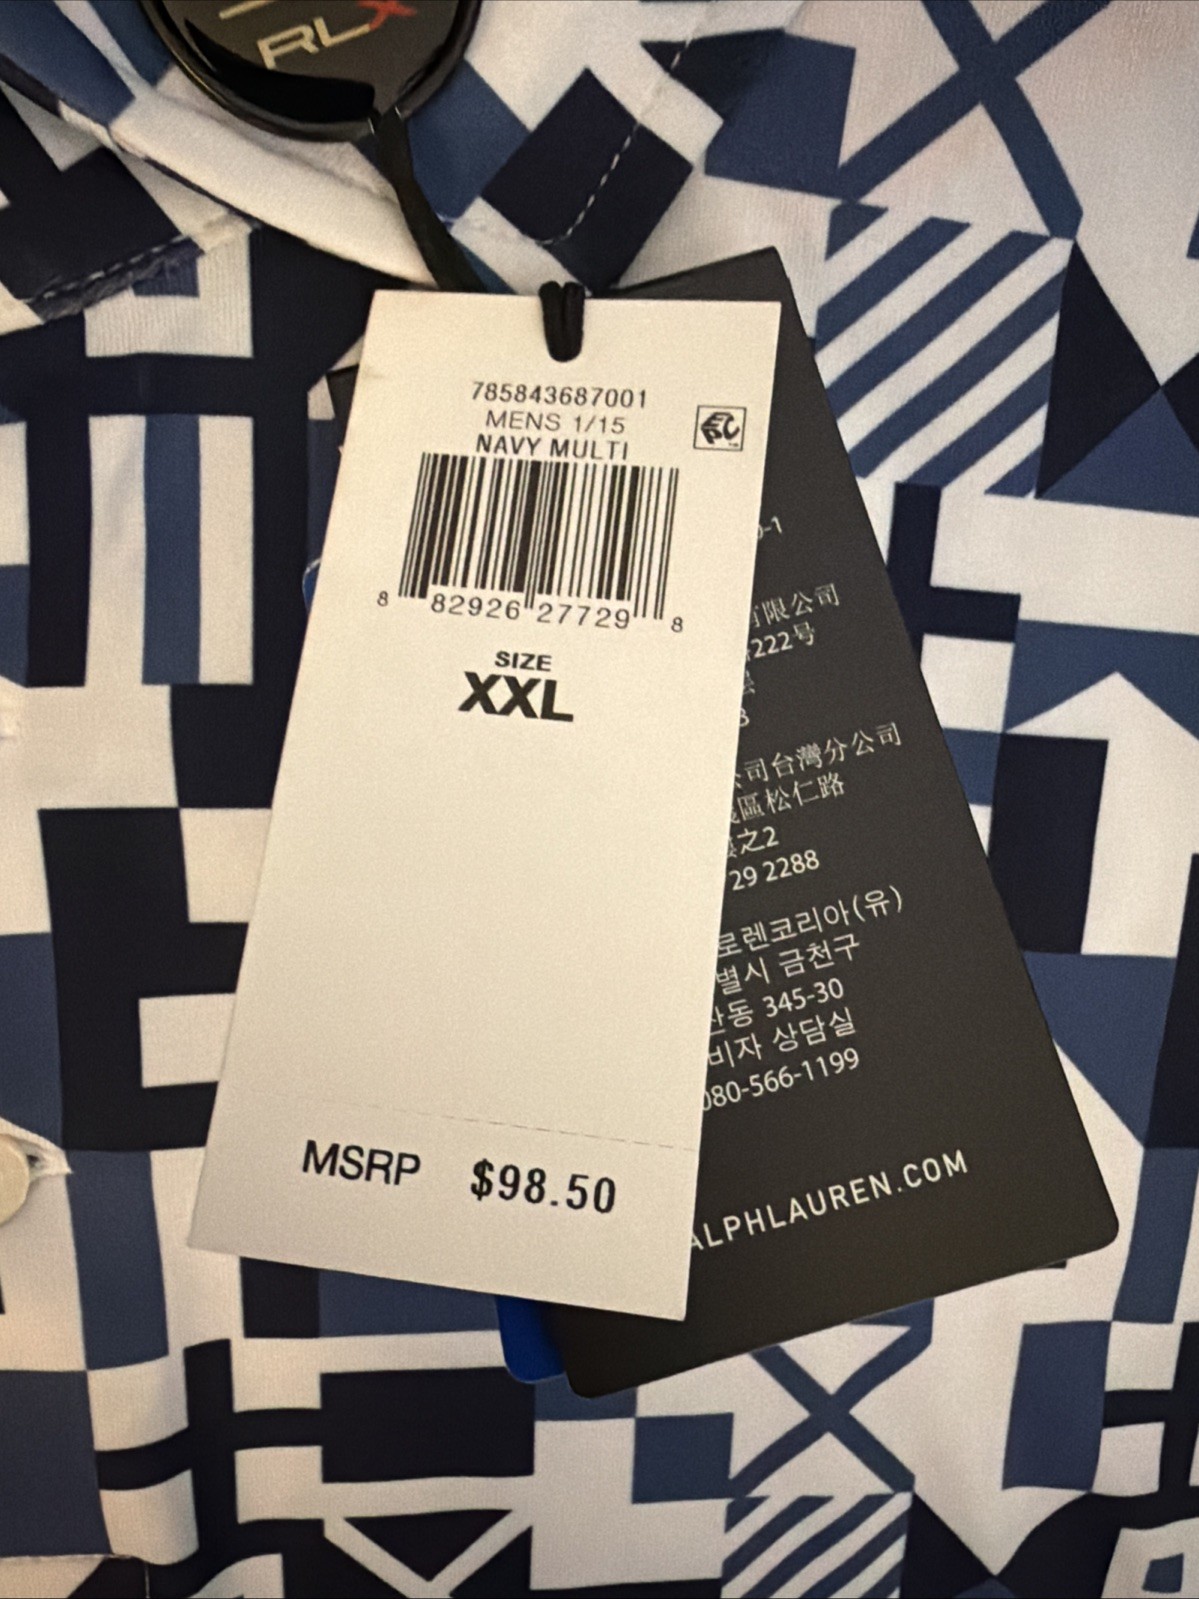 RLX
785843687001
MENS 1/15
NAVY MULTI
8 82926 27729 8
SIZE
XXL
MSRP $98.50
-1
有限公司
222号
公司台灣分公司
區松仁路
之2
29 2288
로렌코리아(유)
별시 금천구
산동 345-30
비자 상담실
080-566-1199
ALPHLAUREN.COM